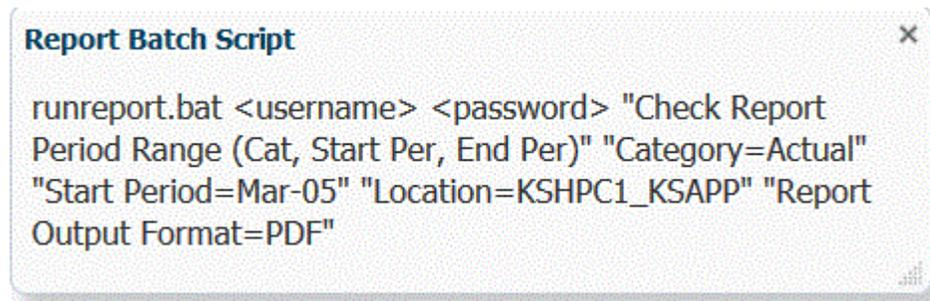 Report Batch Script
runreport.bat <username> <password> "Check Report
Period Range (Cat, Start Per, End Per)" "Category=Actual"
"Start Period=Mar-05" "Location=KSHPC1_KSAPP" "Report
Output Format=PDF"